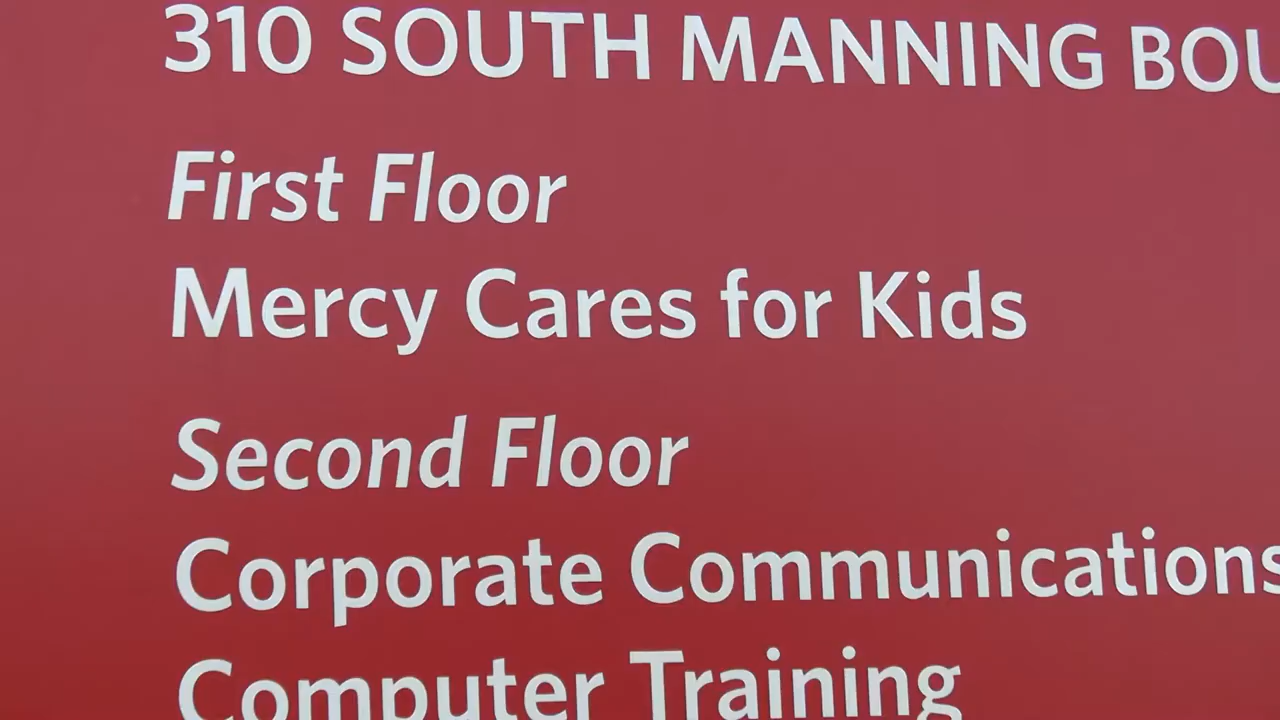 310 SOUTH MANNING BOU
First Floor
Mercy Cares for Kids
Second Floor
Corporate Communications
Computer Training